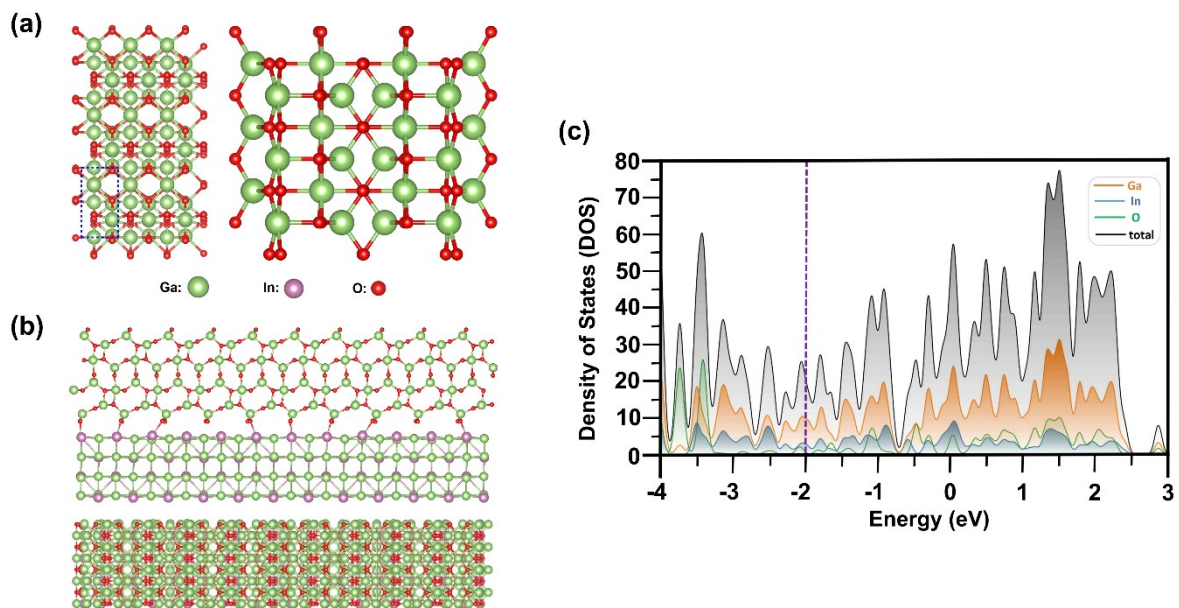 (a)
Ga:
In:
O:
(b)
(c)
Density of States (DOS)
80
70
60
50
40
30
20
10
0
Ga
In
O
total
-4
-3
-2
-1
0
1
2
3
Energy (eV)